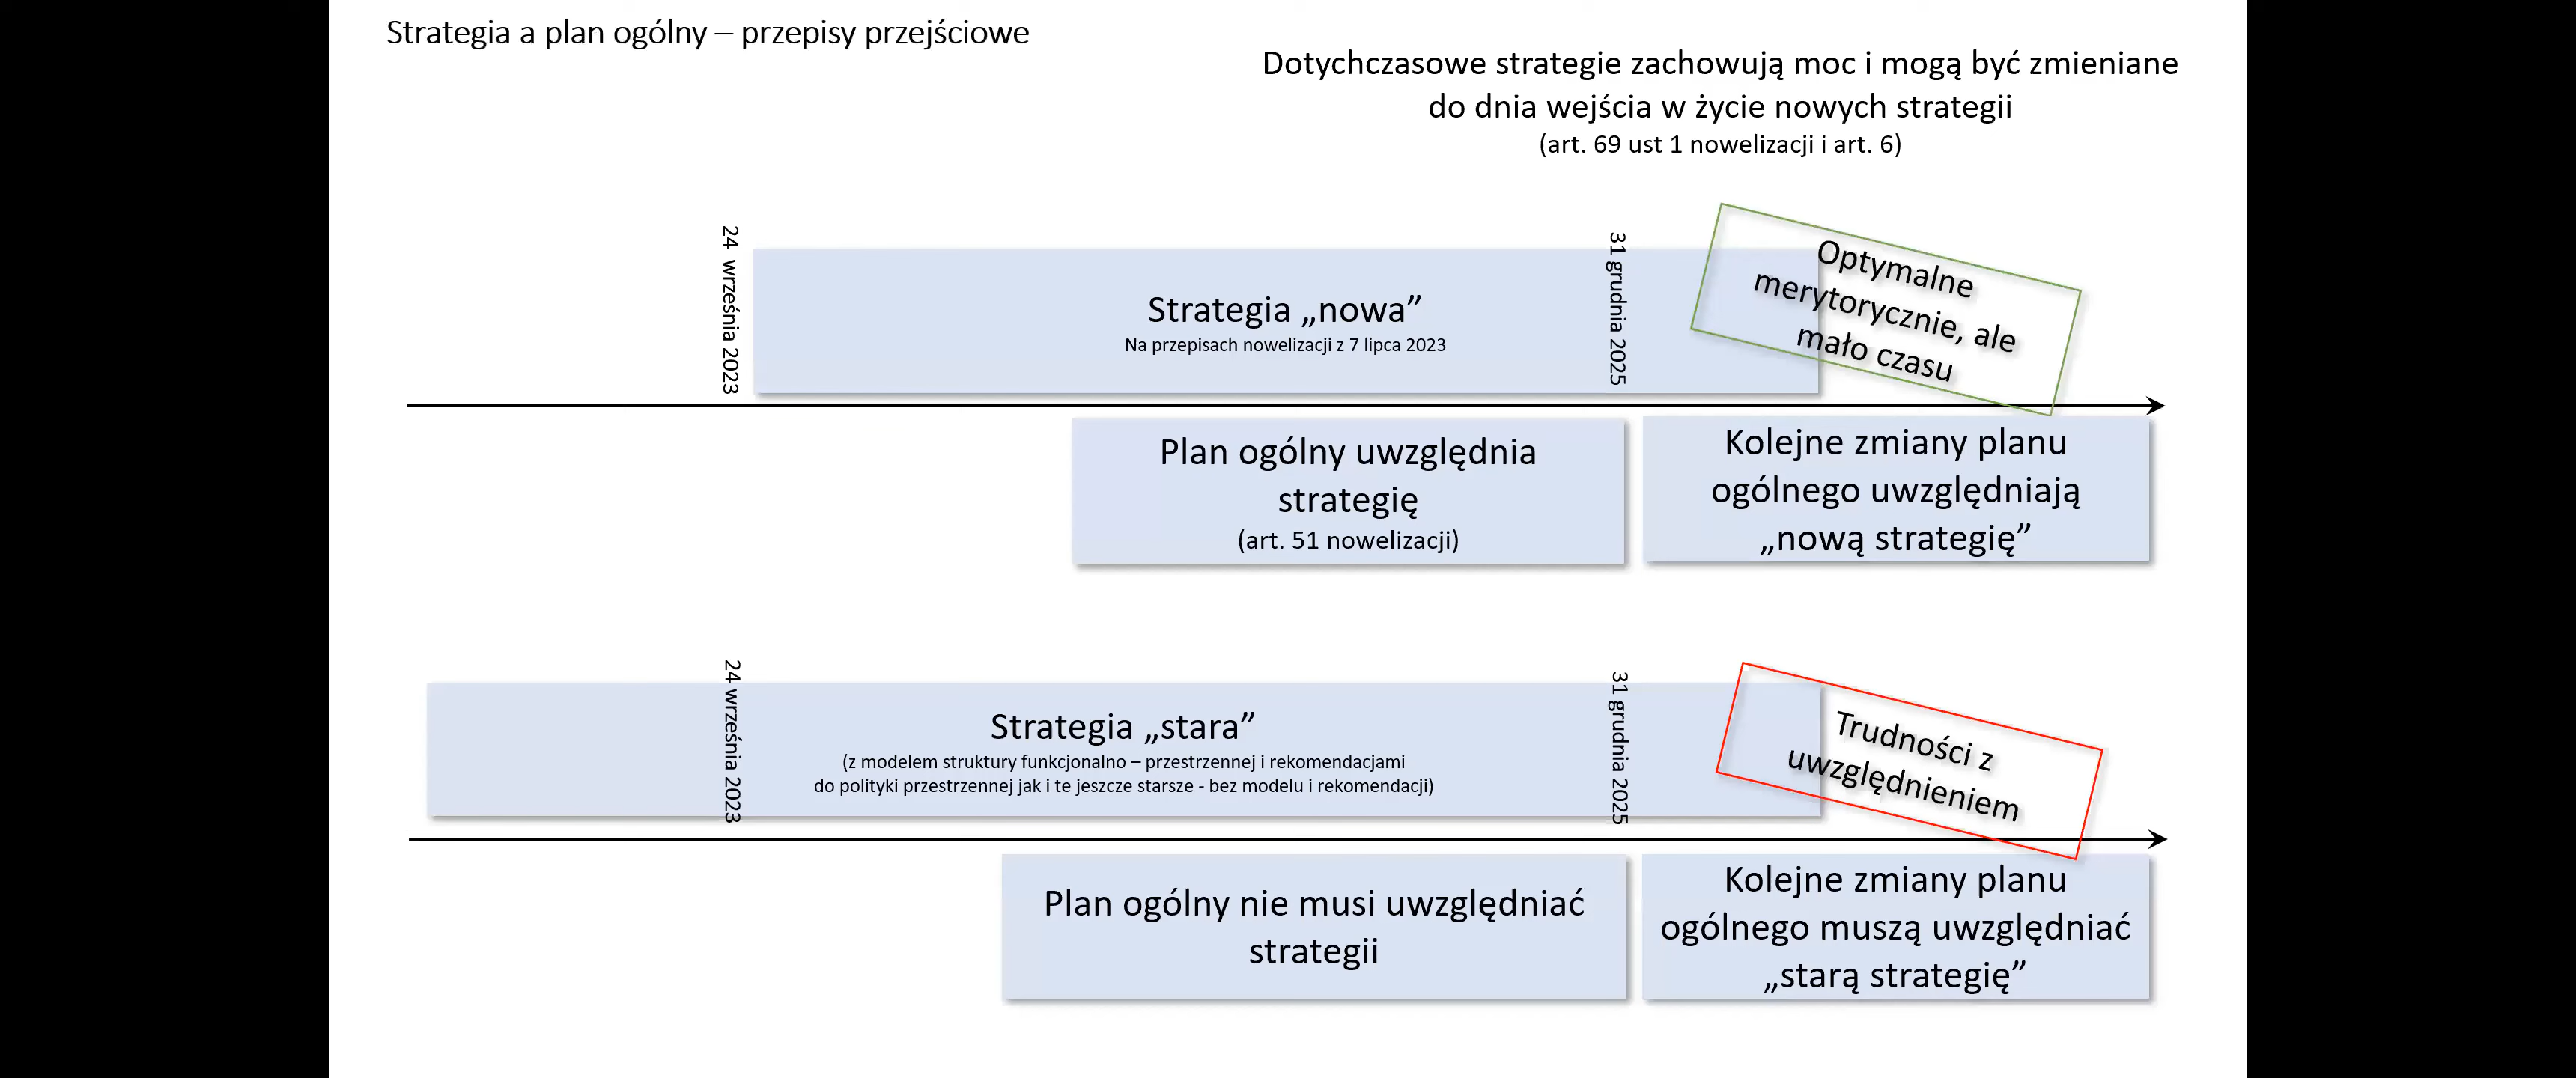 Strategia a plan ogólny – przepisy przejściowe
Dotychczasowe strategie zachowują moc i mogą być zmieniane
do dnia wejścia w życie nowych strategii
(art. 69 ust 1 nowelizacji i art. 6)
24 września 2023
Strategia „nowa”
Na przepisach nowelizacji z 7 lipca 2023
31 grudnia 2025
Optymalne
merytorycznie, ale
mało czasu
Plan ogólny uwzględnia
strategię
(art. 51 nowelizacji)
Kolejne zmiany planu
ogólnego uwzględniają
„nową strategię”
24 września 2023
Strategia „stara”
(z modelem struktury funkcjonalno – przestrzennej i rekomendacjami
do polityki przestrzennej jak i te jeszcze starsze - bez modelu i rekomendacji)
31 grudnia 2025
Trudności z
uwzględnieniem
Plan ogólny nie musi uwzględniać
strategii
Kolejne zmiany planu
ogólnego muszą uwzględniać
„starą strategię”